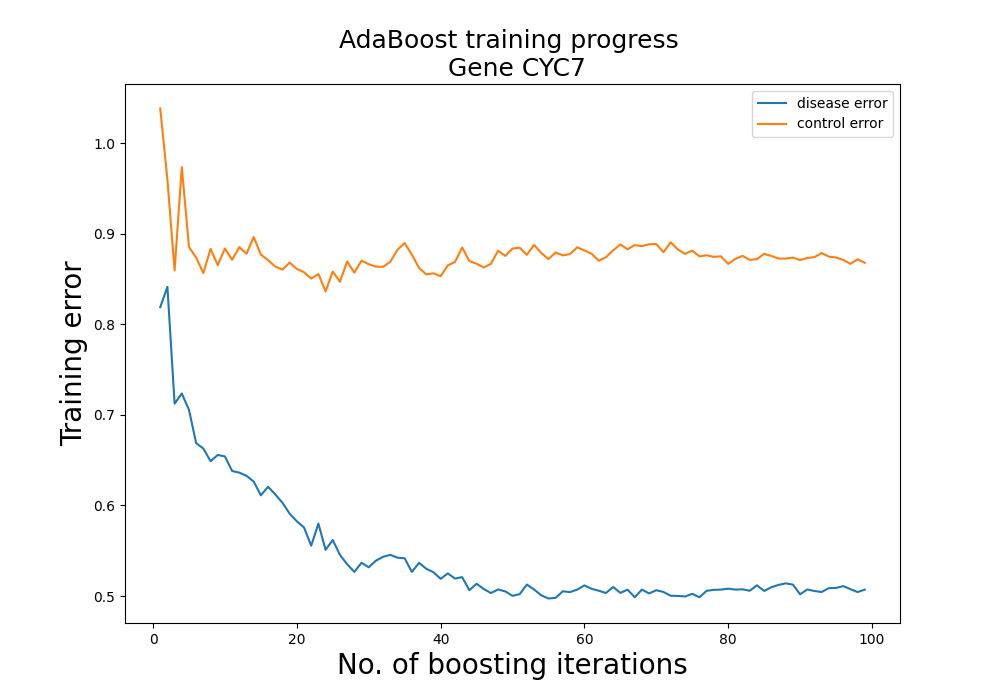 AdaBoost training progress
Gene CYC7
disease error
control error
Training error
1.0
0.9
0.8
0.7
0.6
0.5
0
20
40
60
80
100
No. of boosting iterations